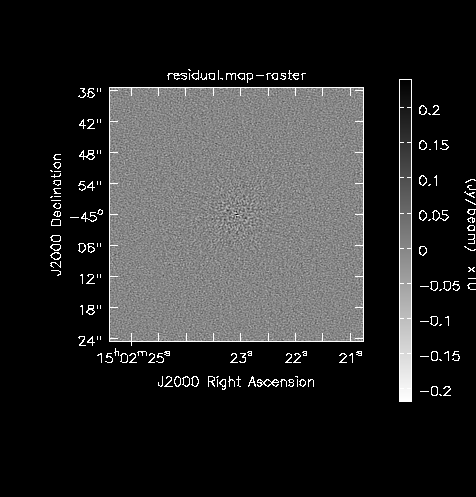 residual.map-raster
36"
42"
48"
54"
-45°
06"
12"
18"
24"
J2000 Declination
15ʰ02ᵐ25ˢ
23ˢ
22ˢ
21ˢ
J2000 Right Ascension
0.2
0.15
0.1
0.05
0
-0.05
-0.1
-0.15
-0.2
(Jy/beam)